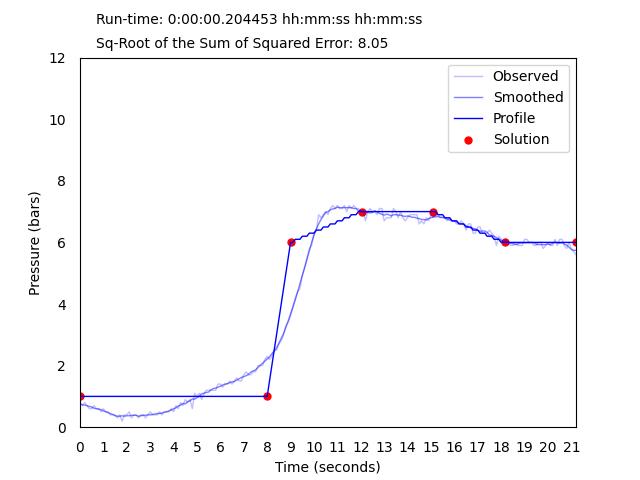 Run-time: 0:00:00.204453 hh:mm:ss hh:mm:ss
Sq-Root of the Sum of Squared Error: 8.05
Observed
Smoothed
Profile
Solution
Pressure (bars)
12
10
8
6
4
2
0
0 1 2 3 4 5 6 7 8 9 10 11 12 13 14 15 16 17 18 19 20 21
Time (seconds)